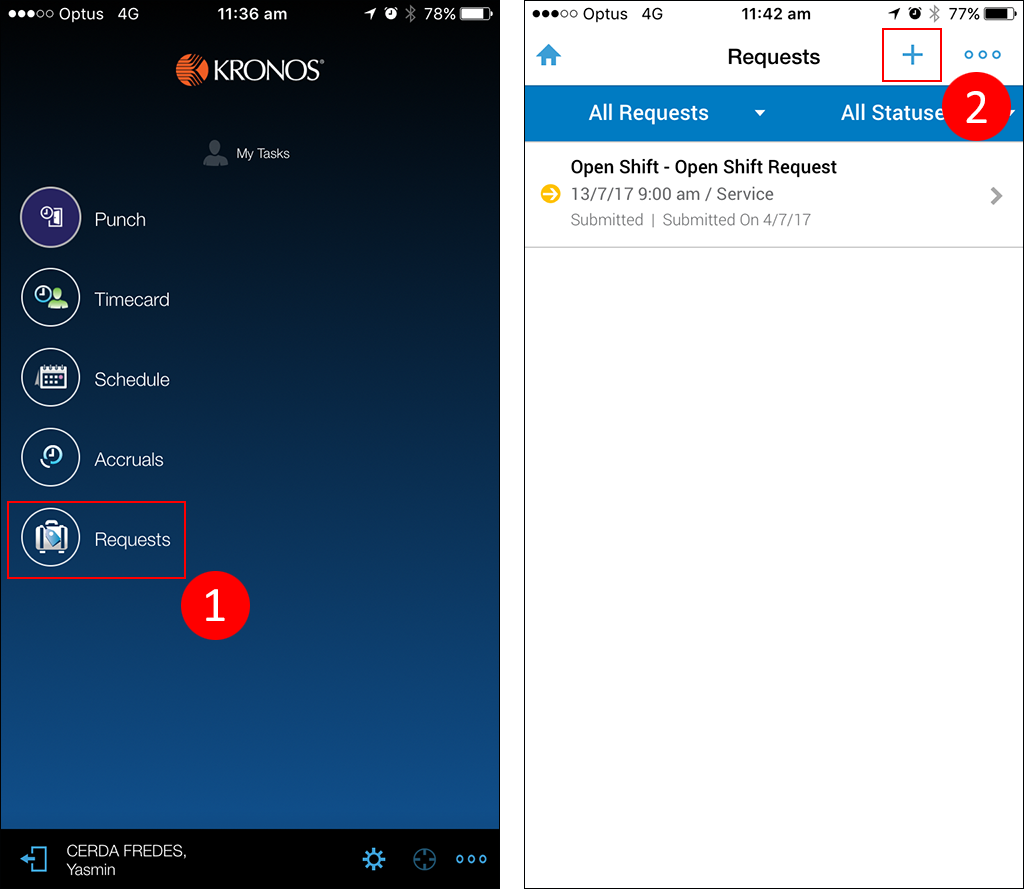 Optus 4G 11:36 am 78%
KRONOS®
My Tasks
Punch
Timecard
Schedule
Accruals
Requests
1
CERDA FREDES,
Yasmin
Optus 4G 11:42 am 77%
Requests
2
All Requests All Statuse
Open Shift - Open Shift Request
13/7/17 9:00 am / Service
Submitted | Submitted On 4/7/17